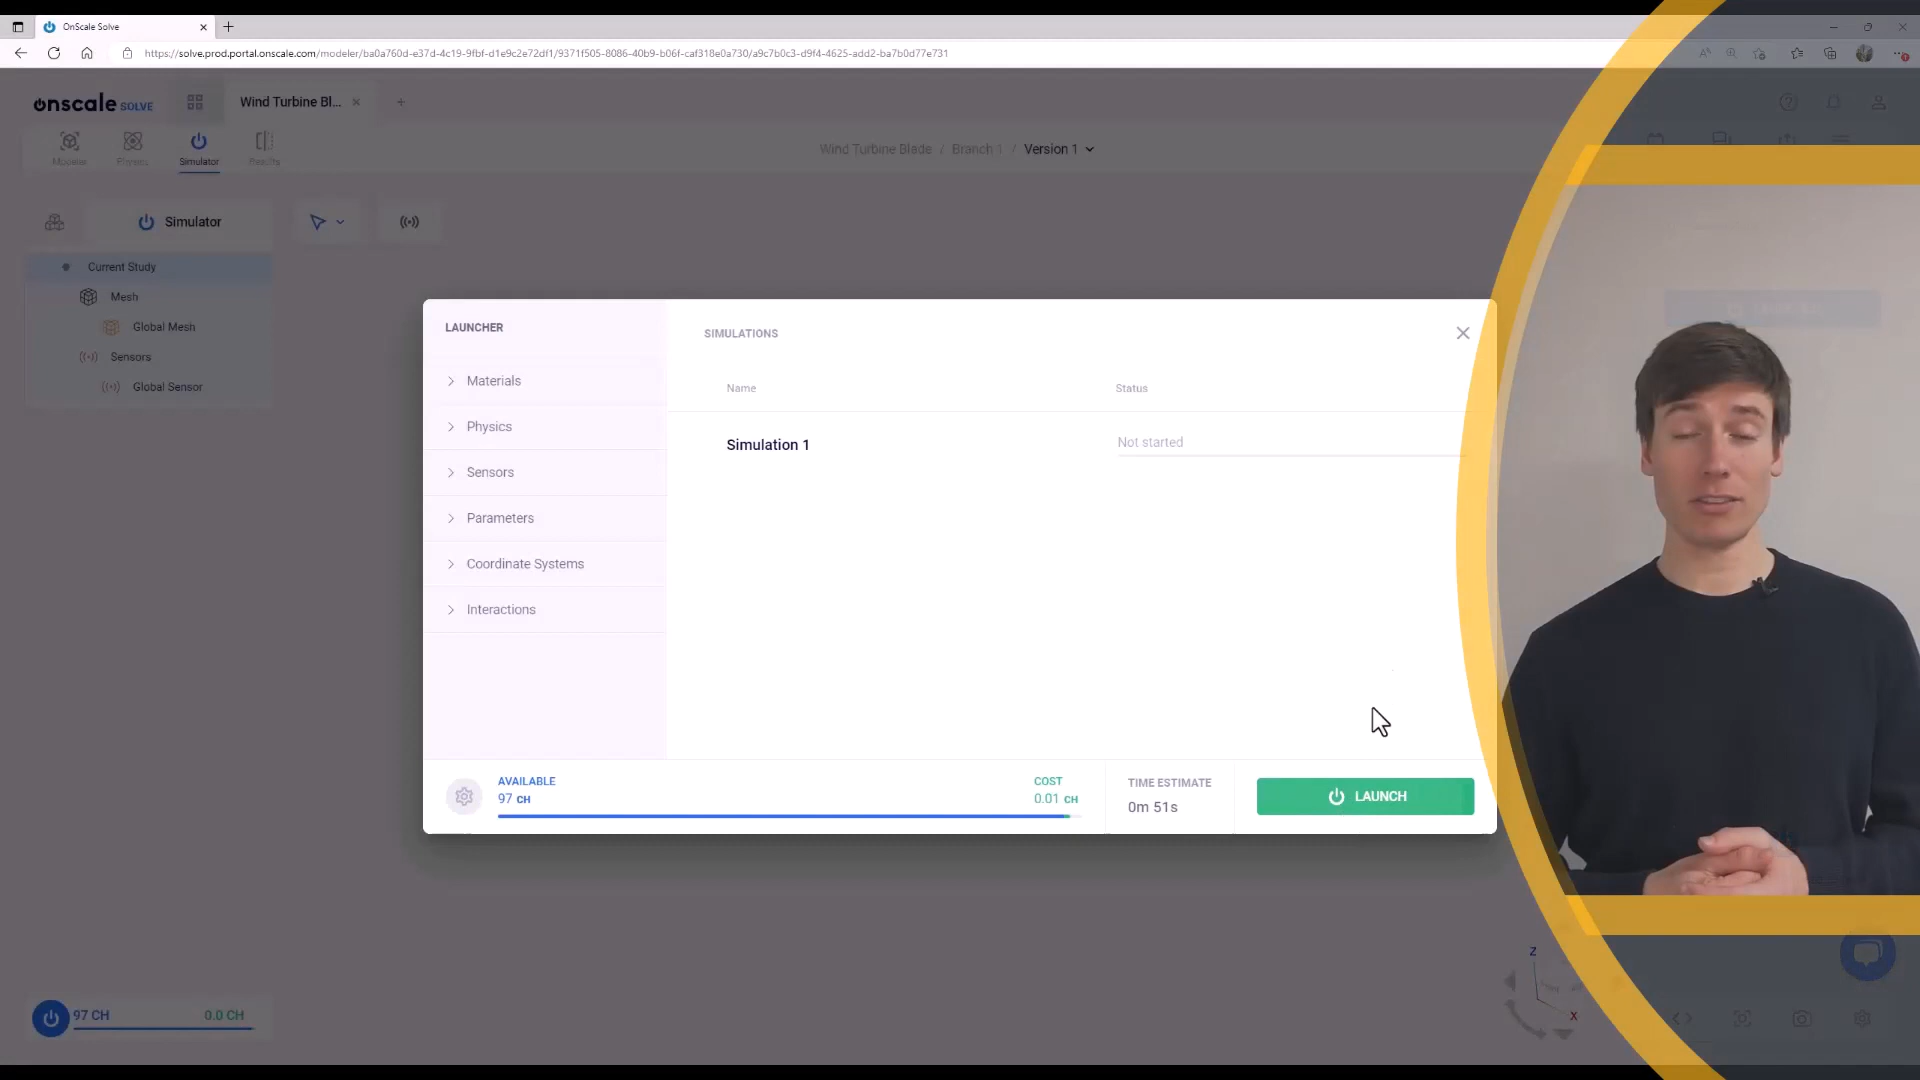 OnScale Solve
https://solve.prod.portal.onscale.com/modeler/ba0a760d-e37d-4c19-9fbf-d1e9c2e72df1/9371f505-8086-40b9-b06f-caf318e0a730/a9c7b0c3-d9f4-4625-add2-ba7b0d77e731
onscale SOLVE
Wind Turbine Bl...
Modeler
Physics
Simulator
Results
Wind Turbine Blade / Branch 1 / Version 1
Simulator
Current Study
Mesh
Global Mesh
Sensors
Global Sensor
LAUNCHER
Materials
Physics
Sensors
Parameters
Coordinate Systems
Interactions
SIMULATIONS
Name
Status
Simulation 1
Not started
AVAILABLE
97 CH
COST
0.01 CH
TIME ESTIMATE
0m 51s
LAUNCH
97 CH
0.0 CH
Z
X